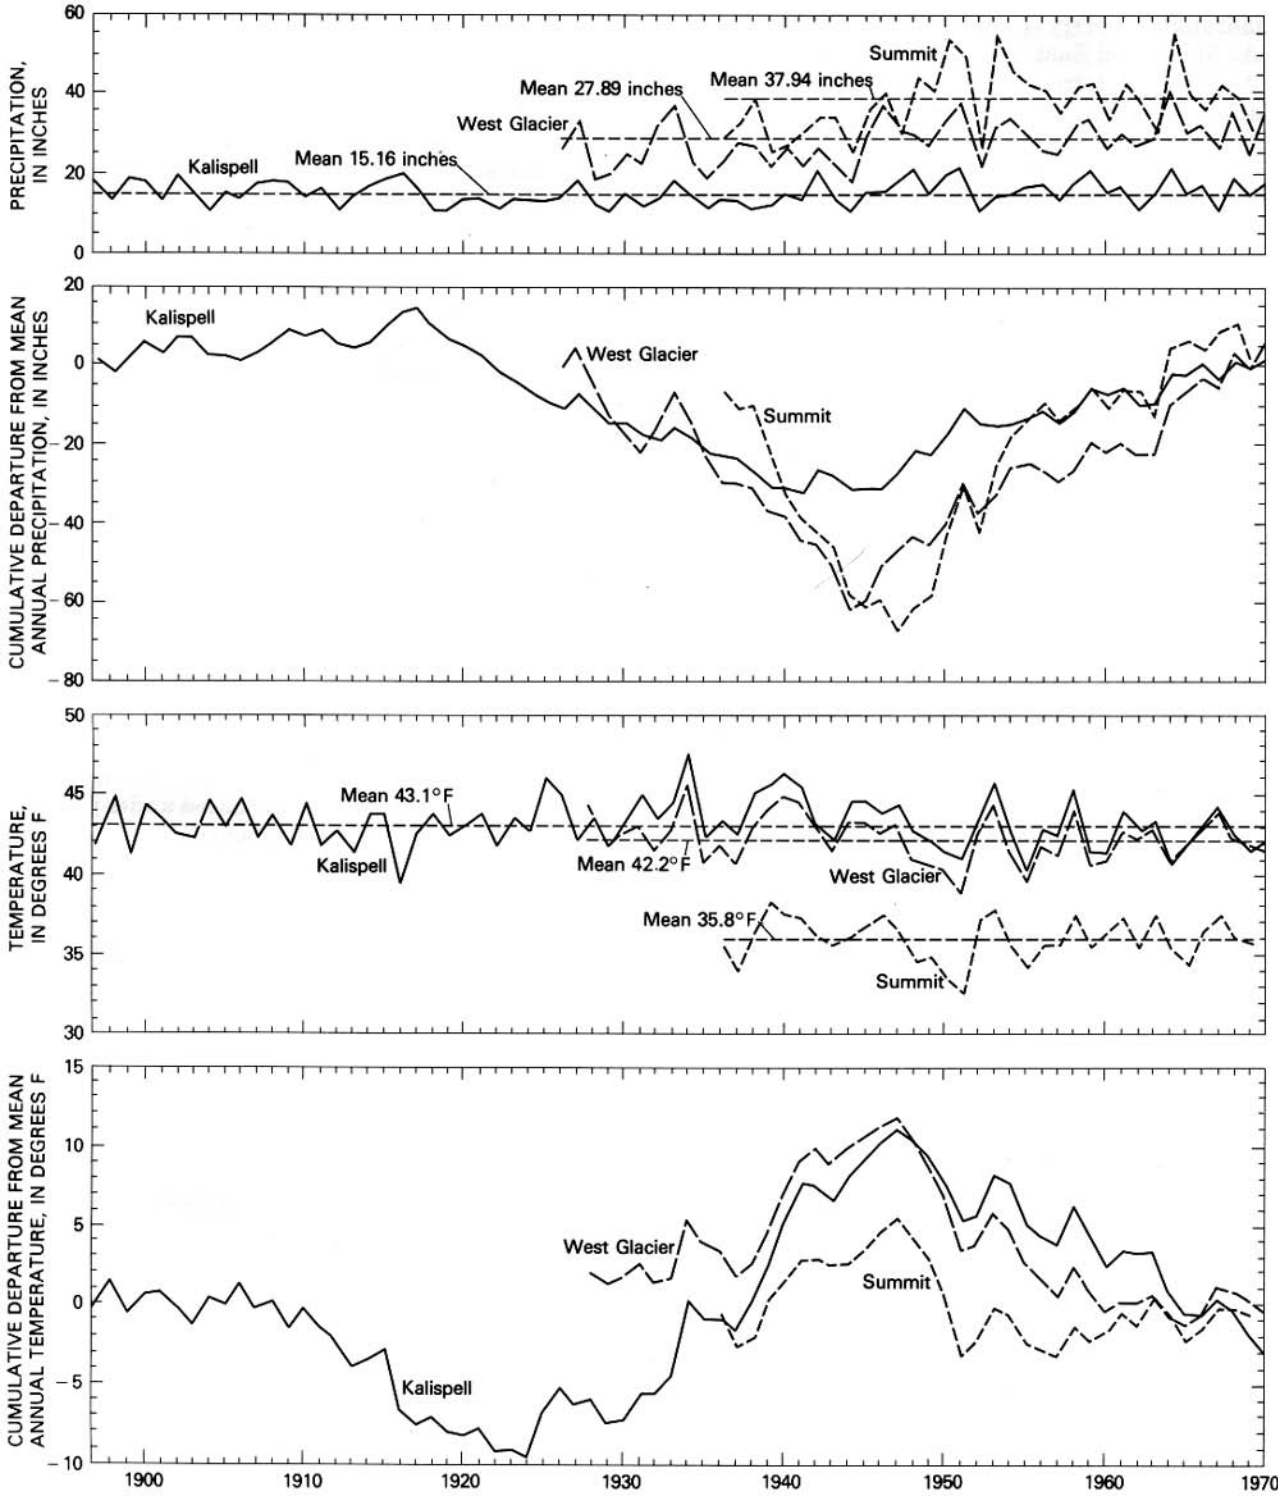 PRECIPITATION,
IN INCHES
60
40
20
0
Summit
Mean 27.89 inches
Mean 37.94 inches
West Glacier
Kalispell
Mean 15.16 inches
CUMULATIVE DEPARTURE FROM MEAN
ANNUAL PRECIPITATION, IN INCHES
20
0
-20
-40
-60
-80
Kalispell
West Glacier
Summit
TEMPERATURE,
IN DEGREES F
50
45
40
35
30
Mean 43.1°F
Kalispell
Mean 42.2°F
West Glacier
Mean 35.8°F
Summit
CUMULATIVE DEPARTURE FROM MEAN
ANNUAL TEMPERATURE, IN DEGREES F
15
10
5
0
-5
-10
West Glacier
Summit
Kalispell
1900 1910 1920 1930 1940 1950 1960 1970